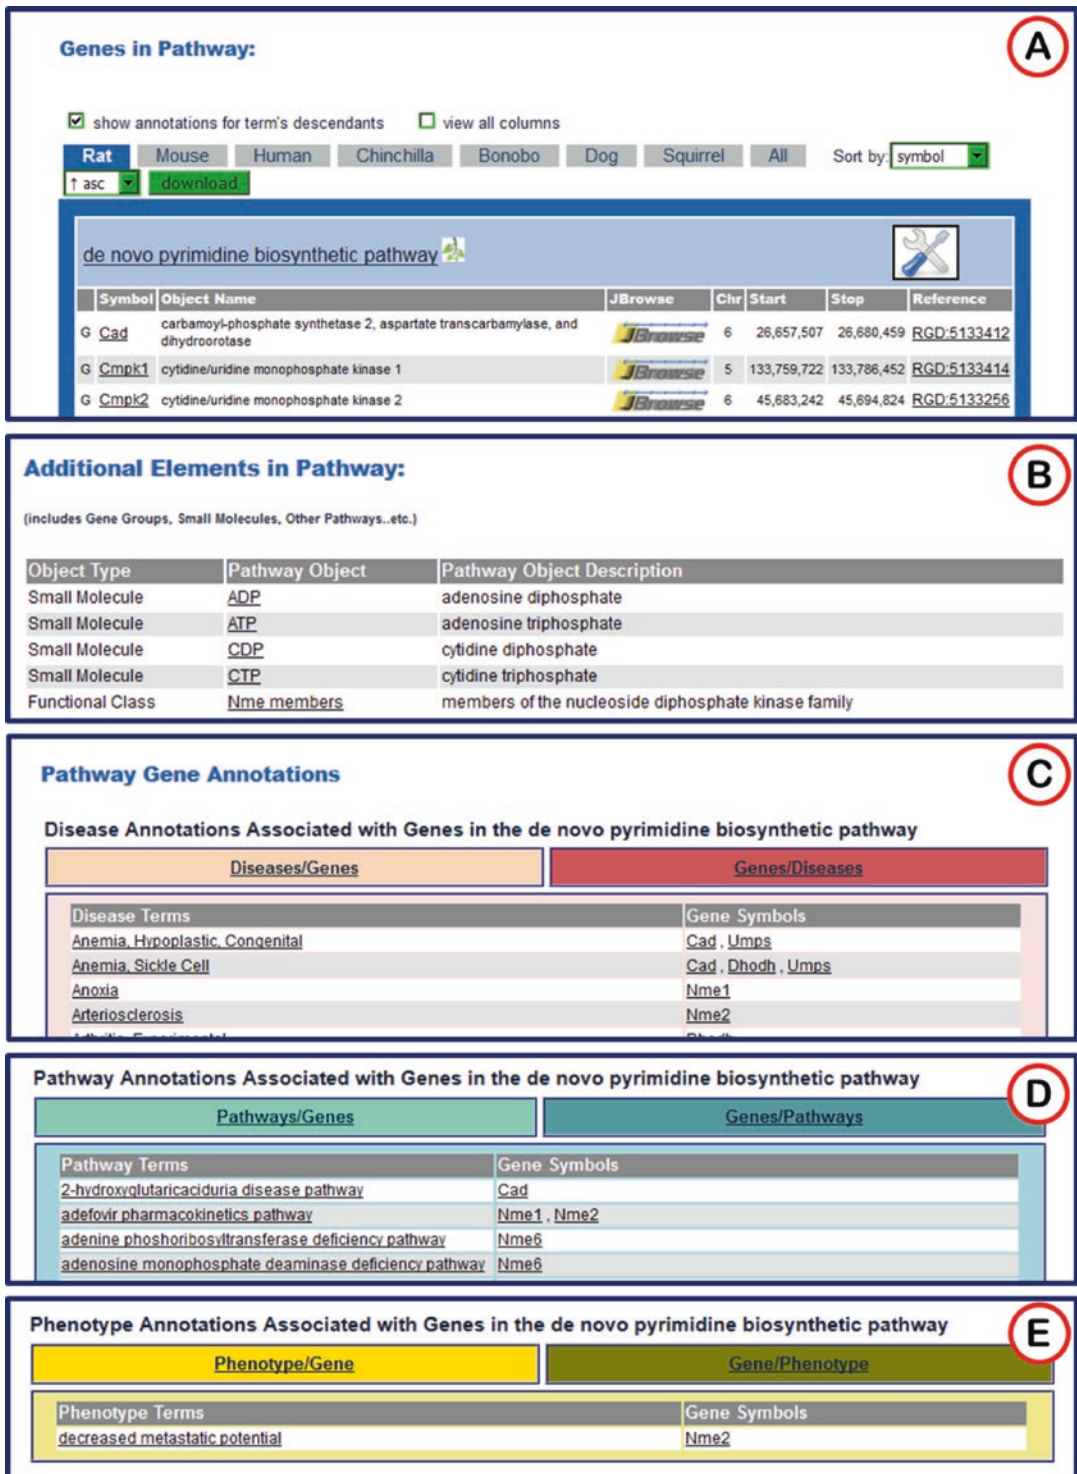 A
Genes in Pathway:
show annotations for term's descendants view all columns
Rat Mouse Human Chinchilla Bonobo Dog Squirrel All Sort by: symbol
↑ asc download
de novo pyrimidine biosynthetic pathway
Symbol Object Name JBrowse Chr Start Stop Reference
G Cad carbamoyl-phosphate synthetase 2, aspartate transcarbamylase, and dihydroorotase JBrowse 6 26,657,507 26,680,459 RGD:5133412
G Cmpk1 cytidine/uridine monophosphate kinase 1 JBrowse 5 133,759,722 133,786,452 RGD:5133414
G Cmpk2 cytidine/uridine monophosphate kinase 2 JBrowse 6 45,683,242 45,694,824 RGD:5133256
B
Additional Elements in Pathway:
(includes Gene Groups, Small Molecules, Other Pathways..etc.)
Object Type Pathway Object Pathway Object Description
Small Molecule ADP adenosine diphosphate
Small Molecule ATP adenosine triphosphate
Small Molecule CDP cytidine diphosphate
Small Molecule CTP cytidine triphosphate
Functional Class Nme members members of the nucleoside diphosphate kinase family
C
Pathway Gene Annotations
Disease Annotations Associated with Genes in the de novo pyrimidine biosynthetic pathway
Diseases/Genes Genes/Diseases
Disease Terms Gene Symbols
Anemia, Hypoplastic, Congenital Cad , Umps
Anemia, Sickle Cell Cad , Dhodh , Umps
Anoxia Nme1
Arteriosclerosis Nme2
D
Pathway Annotations Associated with Genes in the de novo pyrimidine biosynthetic pathway
Pathways/Genes Genes/Pathways
Pathway Terms Gene Symbols
2-hydroxyglutaricaciduria disease pathway Cad
adefovir pharmacokinetics pathway Nme1 , Nme2
adenine phoshoribosyltransferase deficiency pathway Nme6
adenosine monophosphate deaminase deficiency pathway Nme6
E
Phenotype Annotations Associated with Genes in the de novo pyrimidine biosynthetic pathway
Phenotype/Gene Gene/Phenotype
Phenotype Terms Gene Symbols
decreased metastatic potential Nme2